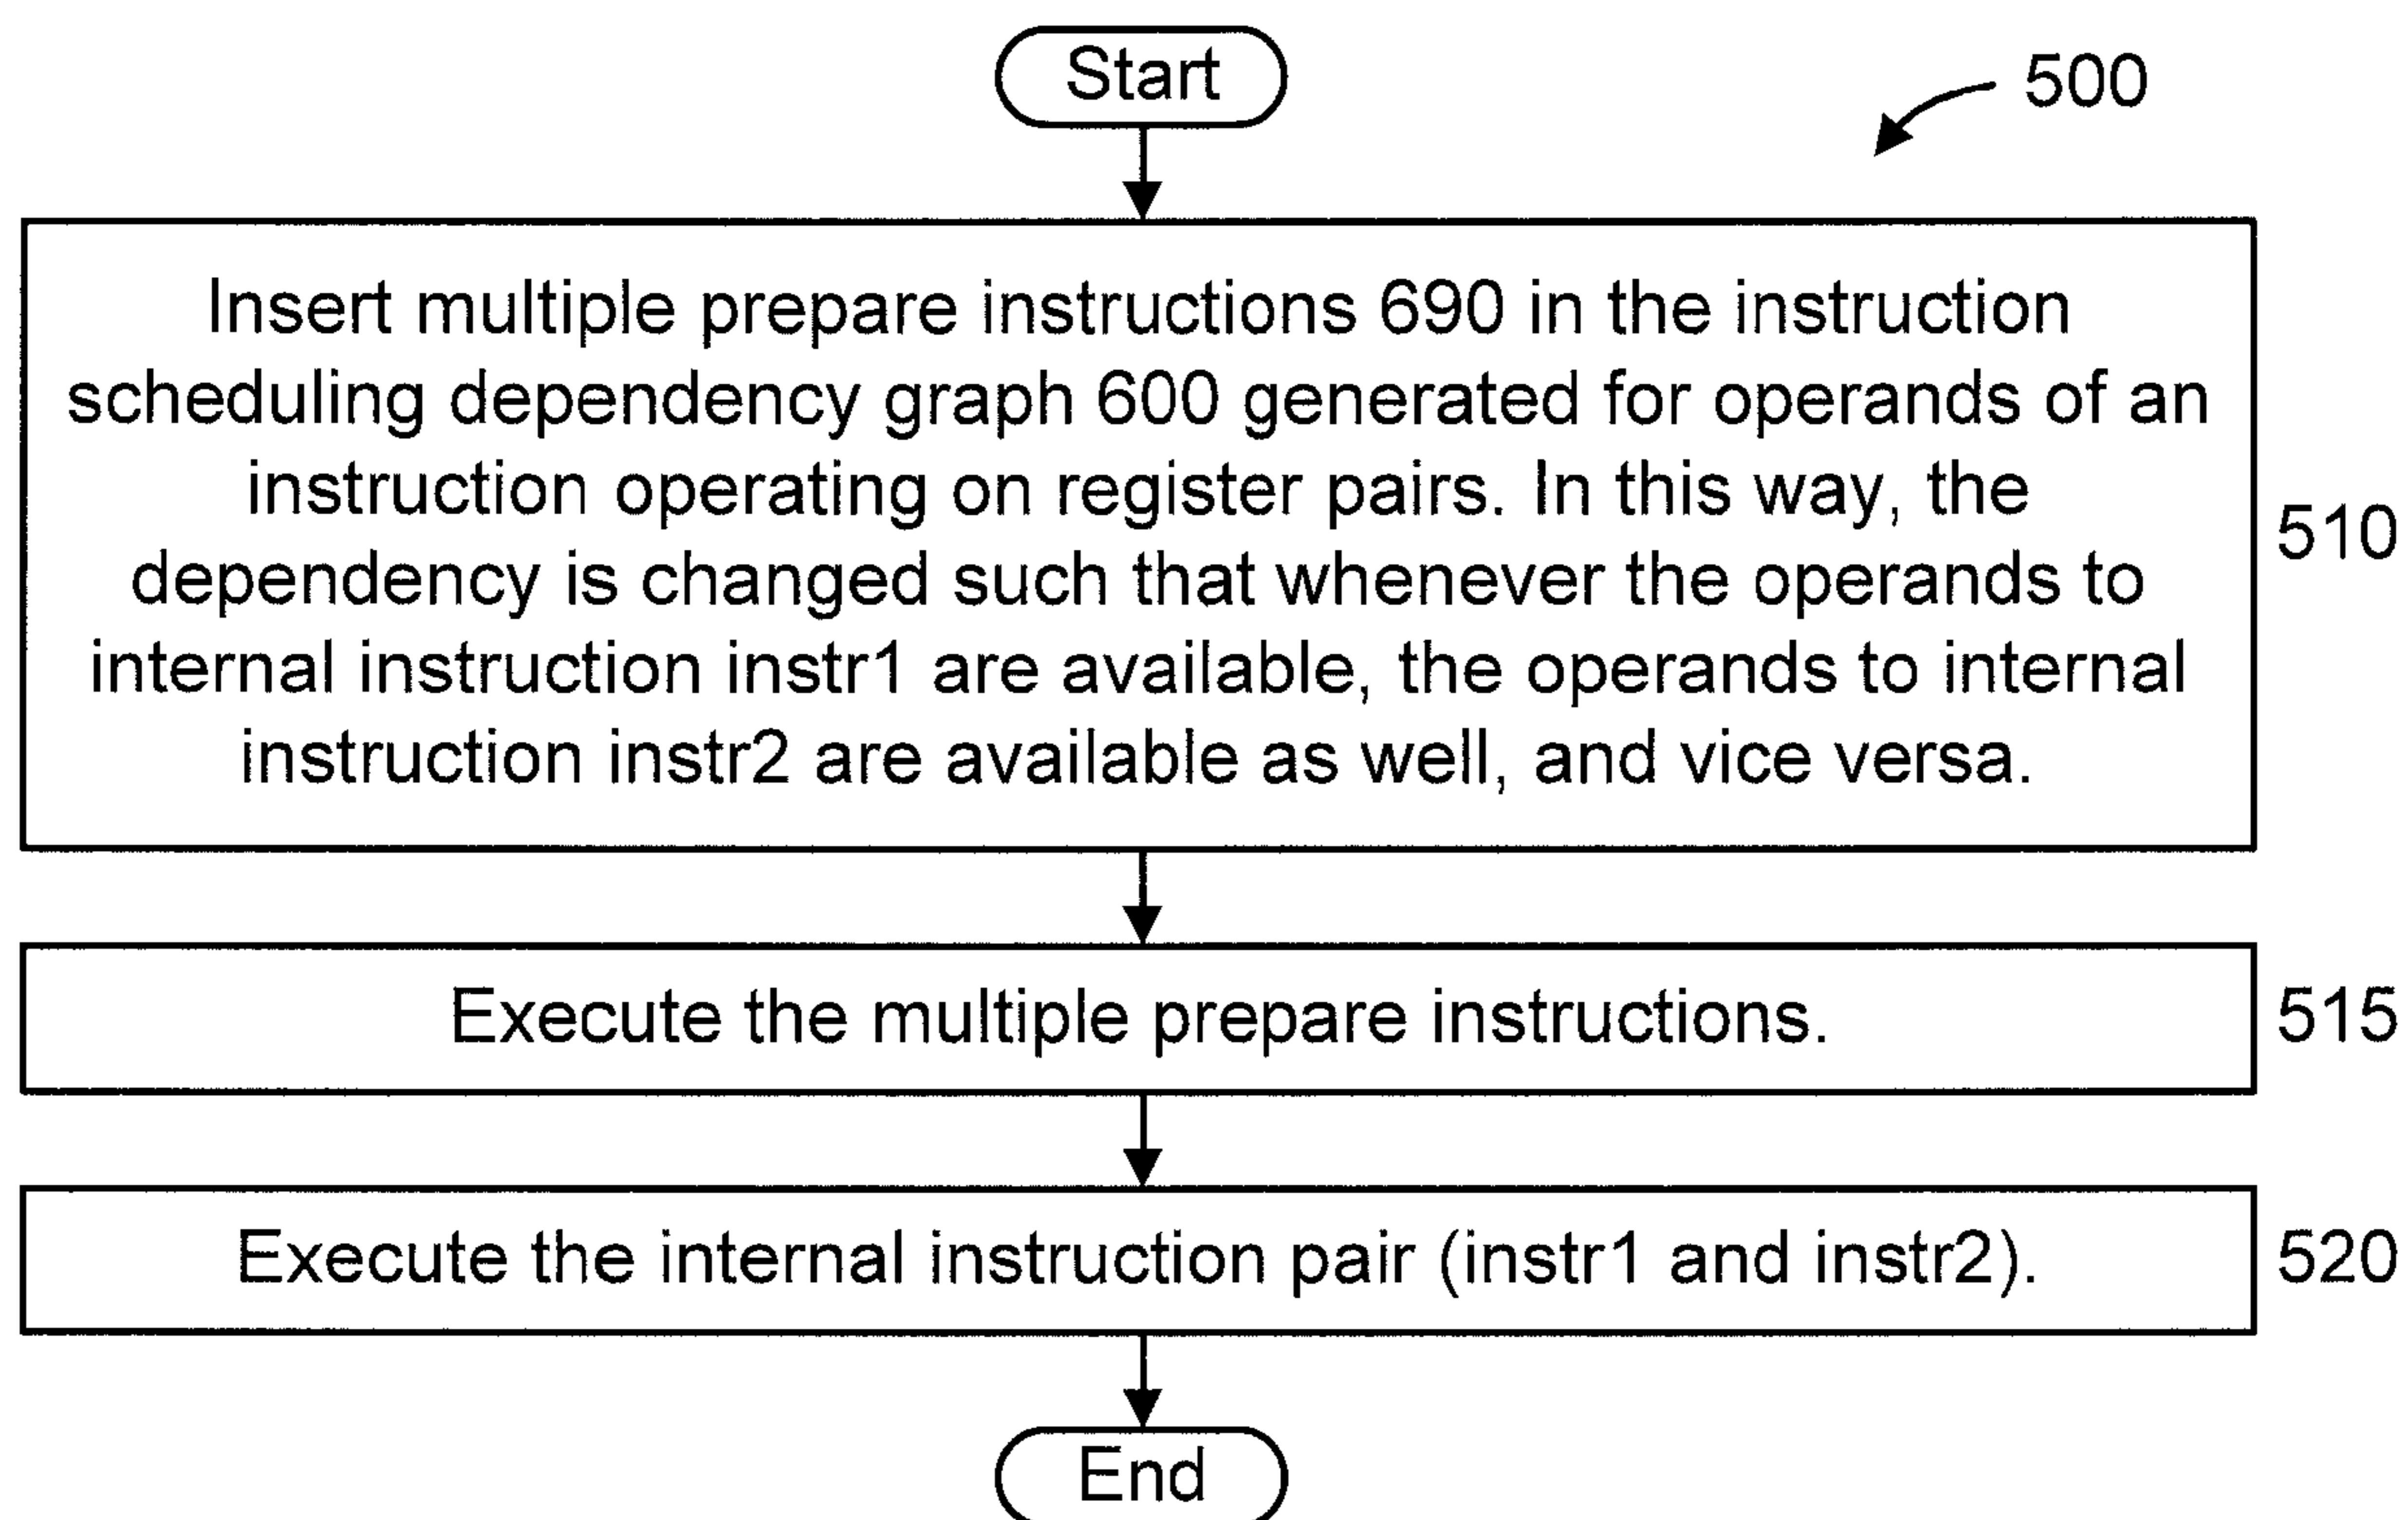 Start
500
Insert multiple prepare instructions 690 in the instruction
scheduling dependency graph 600 generated for operands of an
instruction operating on register pairs. In this way, the
dependency is changed such that whenever the operands to
internal instruction instr1 are available, the operands to internal
instruction instr2 are available as well, and vice versa.
510
Execute the multiple prepare instructions.
515
Execute the internal instruction pair (instr1 and instr2).
520
End